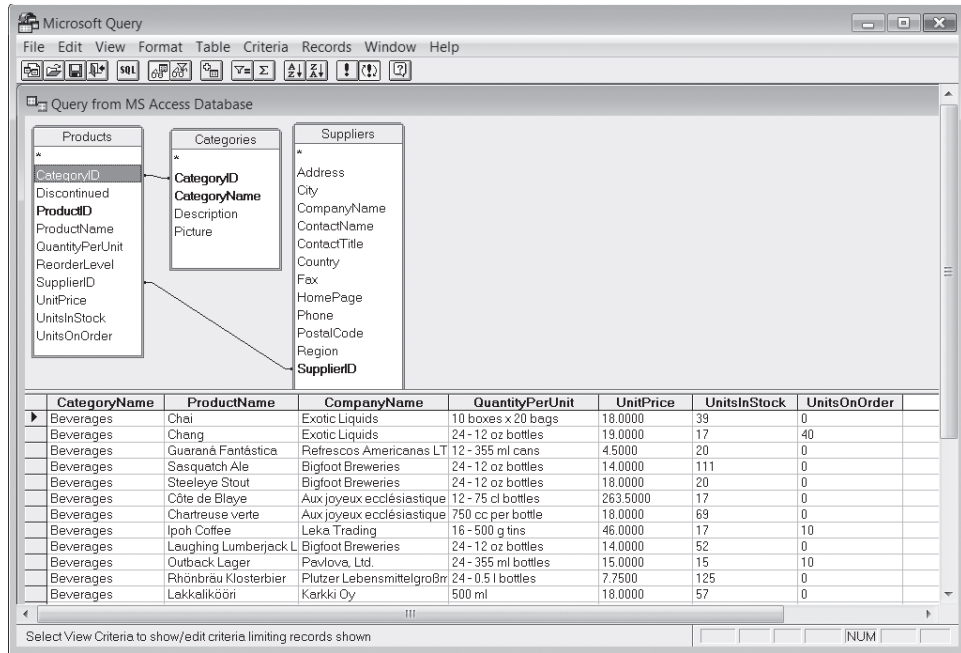 Microsoft Query
File Edit View Format Table Criteria Records Window Help
SQL
Query from MS Access Database
Products
*
CategoryID
Discontinued
ProductID
ProductName
QuantityPerUnit
ReorderLevel
SupplierID
UnitPrice
UnitsInStock
UnitsOnOrder
Categories
*
CategoryID
CategoryName
Description
Picture
Suppliers
*
Address
City
CompanyName
ContactName
ContactTitle
Country
Fax
HomePage
Phone
PostalCode
Region
SupplierID
CategoryName ProductName CompanyName QuantityPerUnit UnitPrice UnitsInStock UnitsOnOrder
Beverages Chai Exotic Liquids 10 boxes x 20 bags 18.0000 39 0
Beverages Chang Exotic Liquids 24 - 12 oz bottles 19.0000 17 40
Beverages Guaraná Fantástica Refrescos Americanas LT 12 - 355 ml cans 4.5000 20 0
Beverages Sasquatch Ale Bigfoot Breweries 24 - 12 oz bottles 14.0000 111 0
Beverages Steeleye Stout Bigfoot Breweries 24 - 12 oz bottles 18.0000 20 0
Beverages Côte de Blaye Aux joyeux ecclésiastique 12 - 75 cl bottles 263.5000 17 0
Beverages Chartreuse verte Aux joyeux ecclésiastique 750 cc per bottle 18.0000 69 0
Beverages Ipoh Coffee Leka Trading 16 - 500 g tins 46.0000 17 10
Beverages Laughing Lumberjack L Bigfoot Breweries 24 - 12 oz bottles 14.0000 52 0
Beverages Outback Lager Pavlova, Ltd. 24 - 355 ml bottles 15.0000 15 10
Beverages Rhönbräu Klosterbier Plutzer Lebensmittelgroßm 24 - 0.5 l bottles 7.7500 125 0
Beverages Lakkalikööri Karkki Oy 500 ml 18.0000 57 0
Select View Criteria to show/edit criteria limiting records shown
NUM